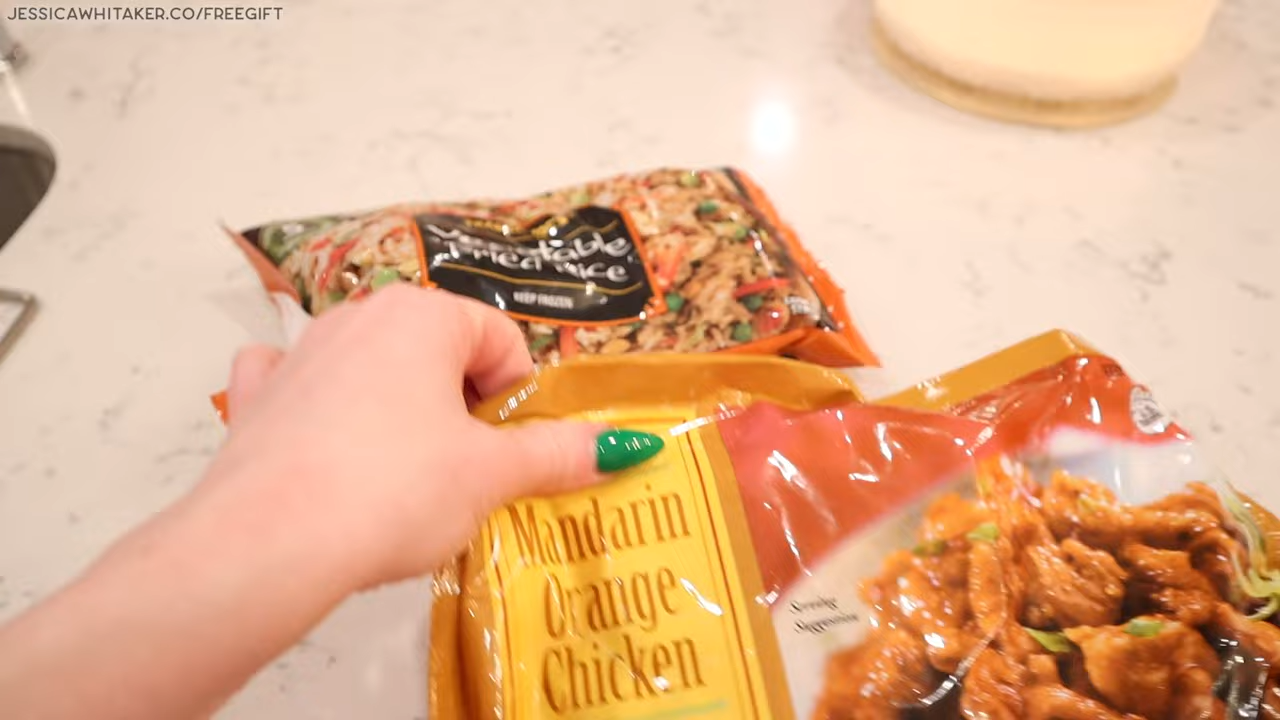 JESSICAWHITAKER.CO/FREEGIFT
Vegetable
Fried Rice
KEEP FROZEN
Mandarin
Orange
Chicken
Serving
Suggestion